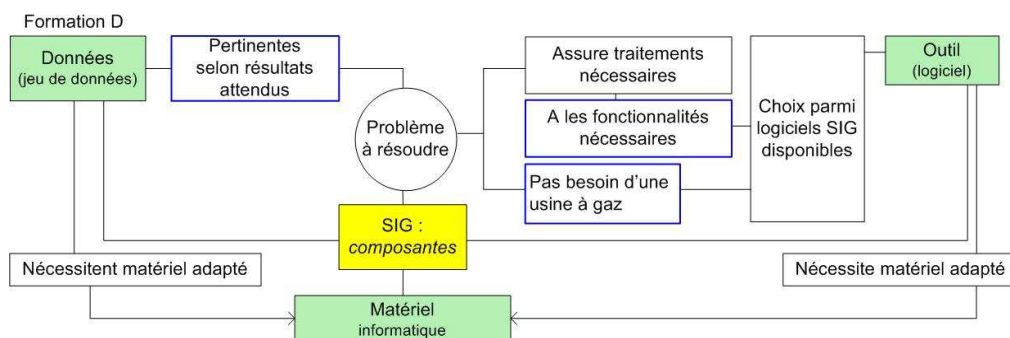 Formation D
Données
(jeu de données)
Pertinentes
selon résultats
attendus
Problème
à résoudre
Assure traitements
nécessaires
A les fonctionnalités
nécessaires
Pas besoin d'une
usine à gaz
Choix parmi
logiciels SIG
disponibles
Outil
(logiciel)
SIG :
composantes
Nécessitent matériel adapté
Nécessite matériel adapté
Matériel
informatique